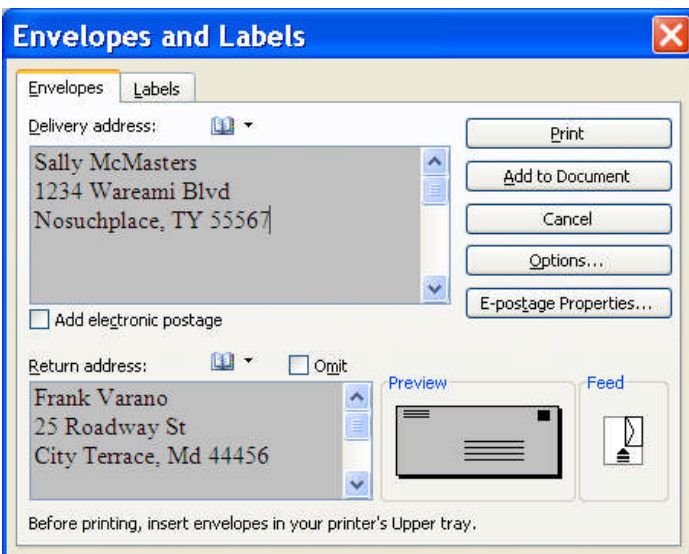 Envelopes and Labels
Envelopes Labels
Delivery address:
Sally McMasters
1234 Wareami Blvd
Nosuchplace, TY 55567
Print
Add to Document
Cancel
Options...
E-postage Properties...
Add electronic postage
Return address:
Omit
Frank Varano
25 Roadway St
City Terrace, Md 44456
Preview
Feed
Before printing, insert envelopes in your printer's Upper tray.